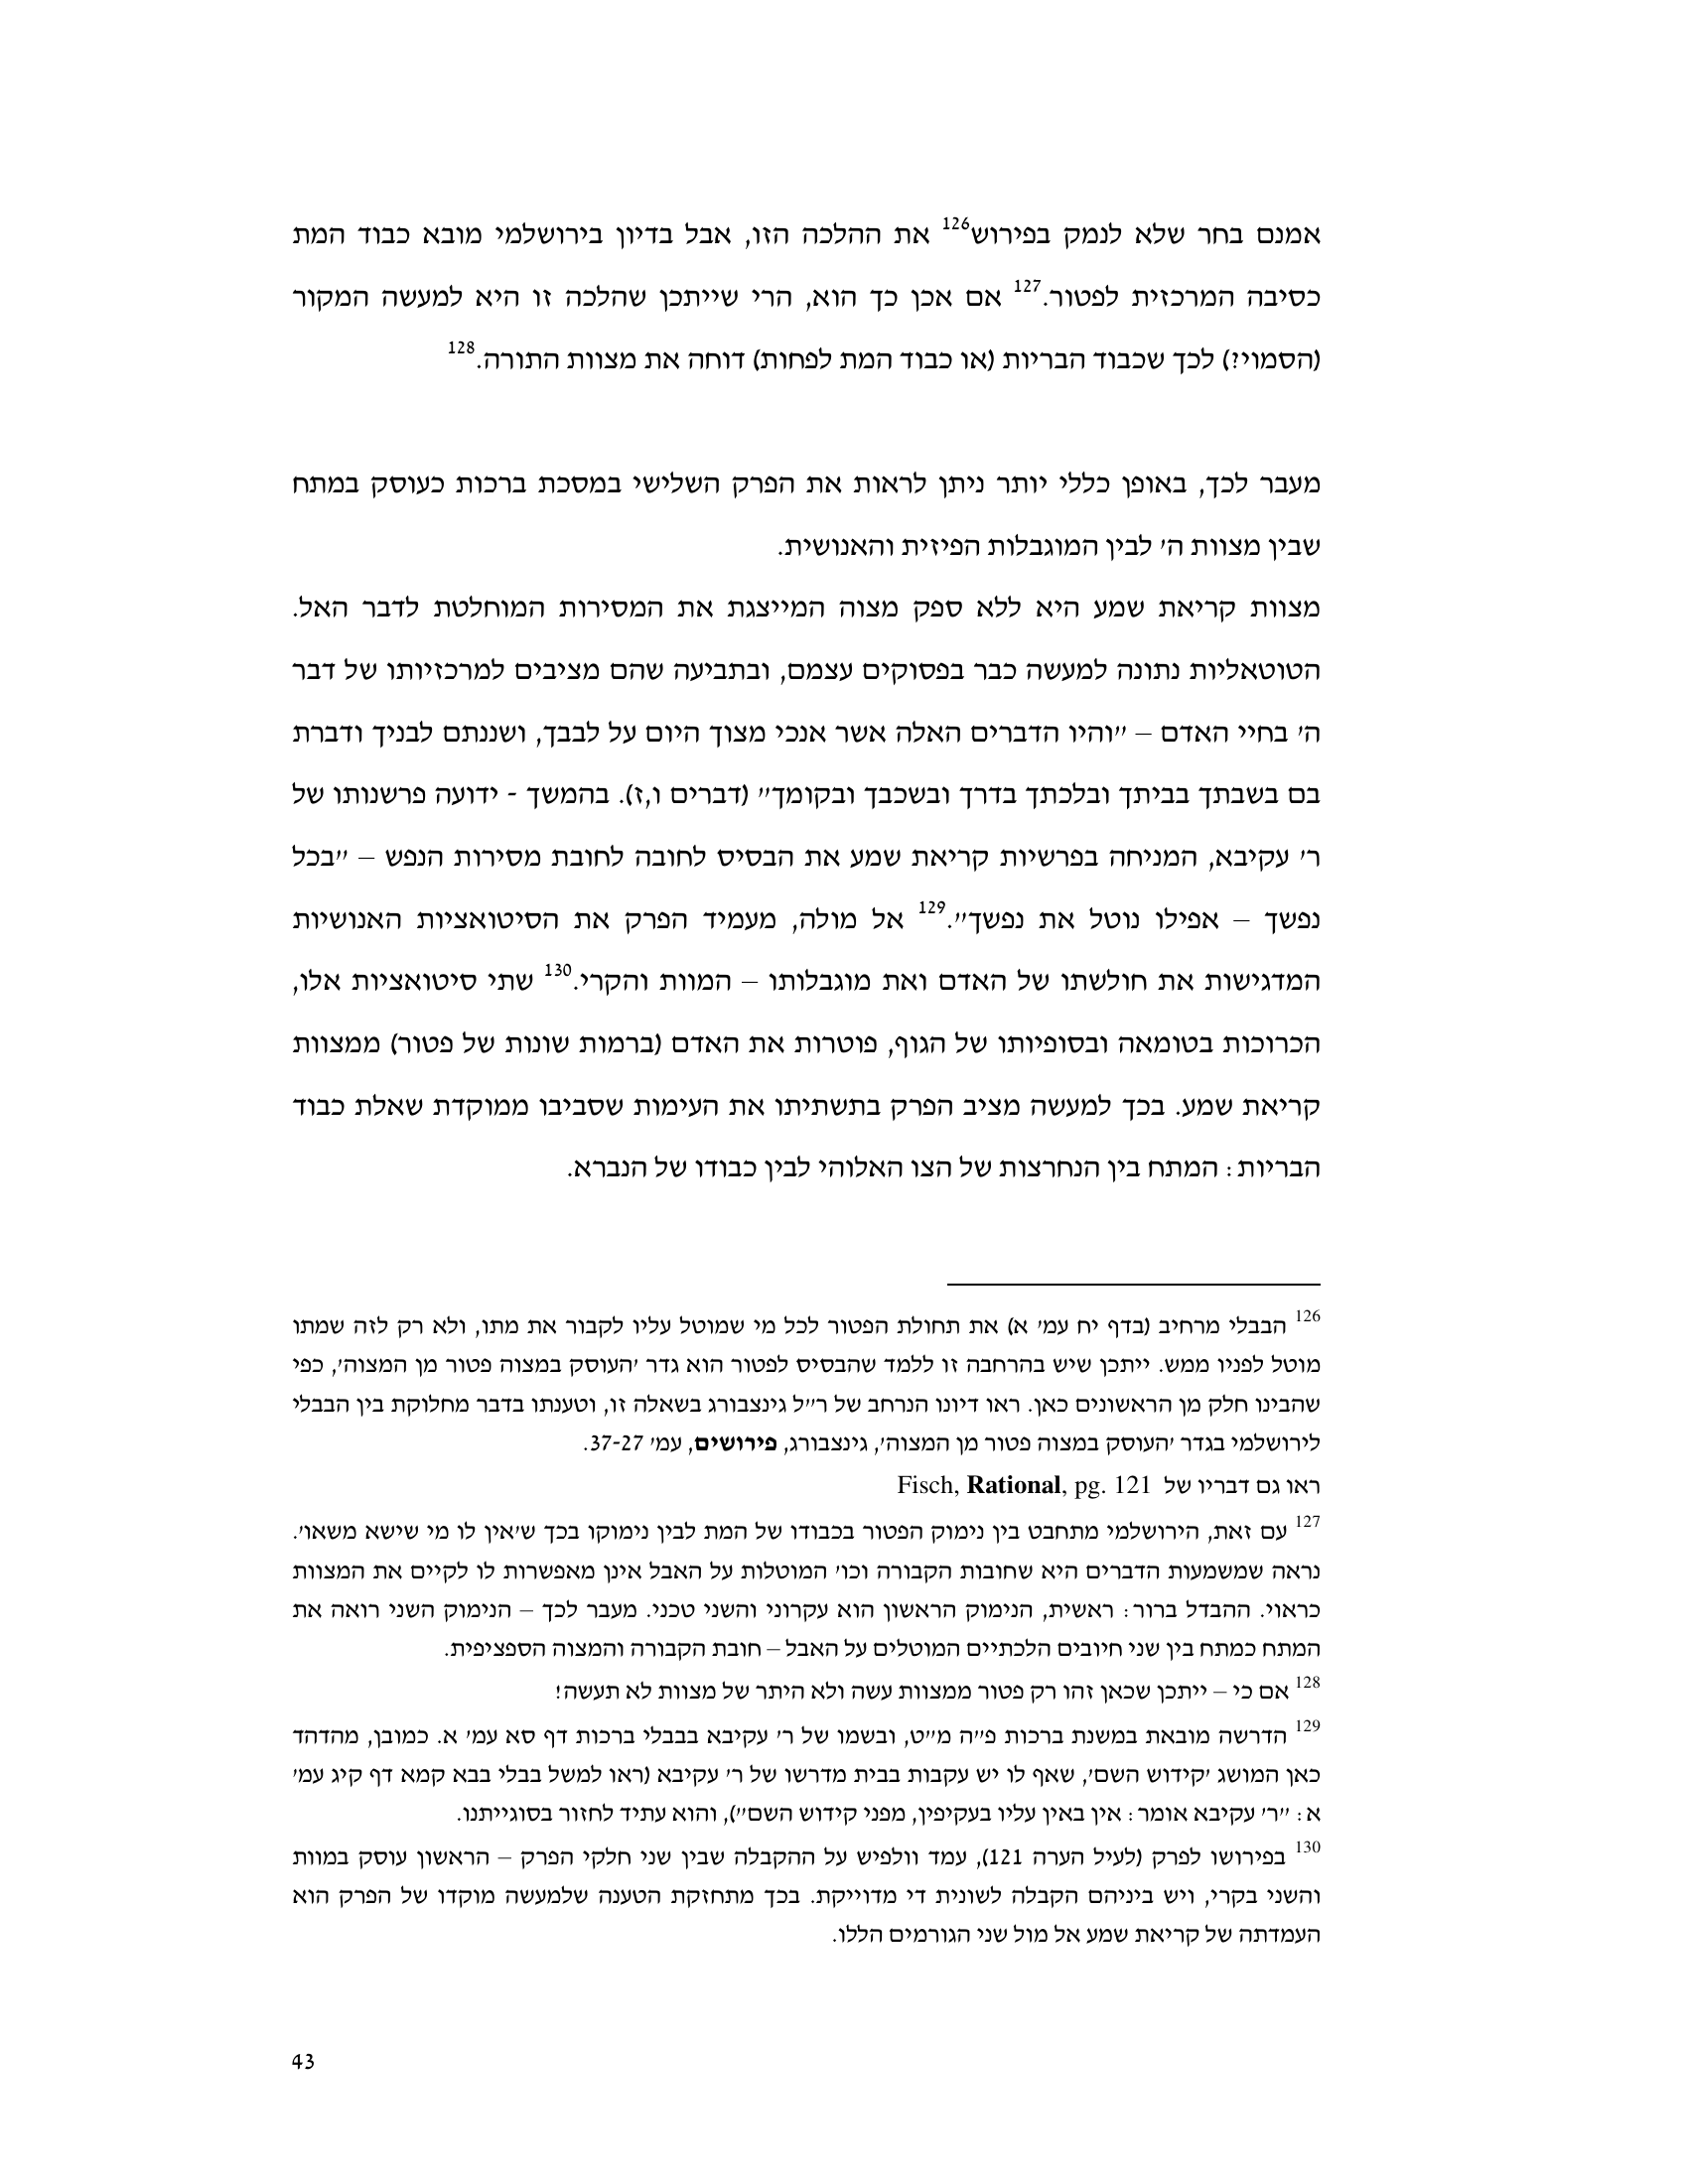 אמנם בחר שלא לנמק בפירוש126 את ההלכה הזו, אבל בדיון בירושלמי מובא כבוד המת
כסיבה המרכזית לפטור.127 אם אכן כך הוא, הרי שייתכן שהלכה זו היא למעשה המקור
(הסמוי?) לכך שכבוד הבריות (או כבוד המת לפחות) דוחה את מצוות התורה.128
מעבר לכך, באופן כללי יותר ניתן לראות את הפרק השלישי במסכת ברכות כעוסק במתח
שבין מצוות ה' לבין המוגבלות הפיזית והאנושית.
מצוות קריאת שמע היא ללא ספק מצוה המייצגת את המסירות המוחלטת לדבר האל.
הטוטאליות נתונה למעשה כבר בפסוקים עצמם, ובתביעה שהם מציבים למרכזיותו של דבר
ה' בחיי האדם – "והיו הדברים האלה אשר אנכי מצוך היום על לבבך, ושננתם לבניך ודברת
בם בשבתך בביתך ובלכתך בדרך ובשכבך ובקומך" (דברים ו,ז). בהמשך - ידועה פרשנותו של
ר' עקיבא, המניחה בפרשיות קריאת שמע את הבסיס לחובה לחובת מסירות הנפש – "בכל
נפשך – אפילו נוטל את נפשך".129 אל מולה, מעמיד הפרק את הסיטואציות האנושיות
המדגישות את חולשתו של האדם ואת מוגבלותו – המוות והקרי.130 שתי סיטואציות אלו,
הכרוכות בטומאה ובסופיותו של הגוף, פוטרות את האדם (ברמות שונות של פטור) ממצוות
קריאת שמע. בכך למעשה מציב הפרק בתשתיתו את העימות שסביבו ממוקדת שאלת כבוד
הבריות: המתח בין הנחרצות של הצו האלוהי לבין כבודו של הנברא.
126 הבבלי מרחיב (בדף יח עמ' א) את תחולת הפטור לכל מי שמוטל עליו לקבור את מתו, ולא רק לזה שמתו
מוטל לפניו ממש. ייתכן שיש בהרחבה זו ללמד שהבסיס לפטור הוא גדר 'העוסק במצוה פטור מן המצוה', כפי
שהבינו חלק מן הראשונים כאן. ראו דיונו הנרחב של ר"ל גינצבורג בשאלה זו, וטענתו בדבר מחלוקת בין הבבלי
לירושלמי בגדר 'העוסק במצוה פטור מן המצוה', גינצבורג, פירושים, עמ' 37-27.
ראו גם דבריו של Fisch, Rational, pg. 121
127 עם זאת, הירושלמי מתחבט בין נימוק הפטור בכבודו של המת לבין נימוקו בכך ש'אין לו מי שישא משאו'.
נראה שמשמעות הדברים היא שחובות הקבורה וכו' המוטלות על האבל אינן מאפשרות לו לקיים את המצוות
כראוי. ההבדל ברור: ראשית, הנימוק הראשון הוא עקרוני והשני טכני. מעבר לכך – הנימוק השני רואה את
המתח כמתח בין שני חיובים הלכתיים המוטלים על האבל – חובת הקבורה והמצוה הספציפית.
128 אם כי – ייתכן שכאן זהו רק פטור ממצוות עשה ולא היתר של מצוות לא תעשה!
129 הדרשה מובאת במשנת ברכות פ"ה מ"ט, ובשמו של ר' עקיבא בבבלי ברכות דף סא עמ' א. כמובן, מהדהד
כאן המושג 'קידוש השם', שאף לו יש עקבות בבית מדרשו של ר' עקיבא (ראו למשל בבלי בבא קמא דף קיג עמ'
א: "ר' עקיבא אומר: אין באין עליו בעקיפין, מפני קידוש השם"), והוא עתיד לחזור בסוגייתנו.
130 בפירושו לפרק (לעיל הערה 121), עמד וולפיש על ההקבלה שבין שני חלקי הפרק – הראשון עוסק במוות
והשני בקרי, ויש ביניהם הקבלה לשונית די מדוייקת. בכך מתחזקת הטענה שלמעשה מוקדו של הפרק הוא
העמדתה של קריאת שמע אל מול שני הגורמים הללו.
43